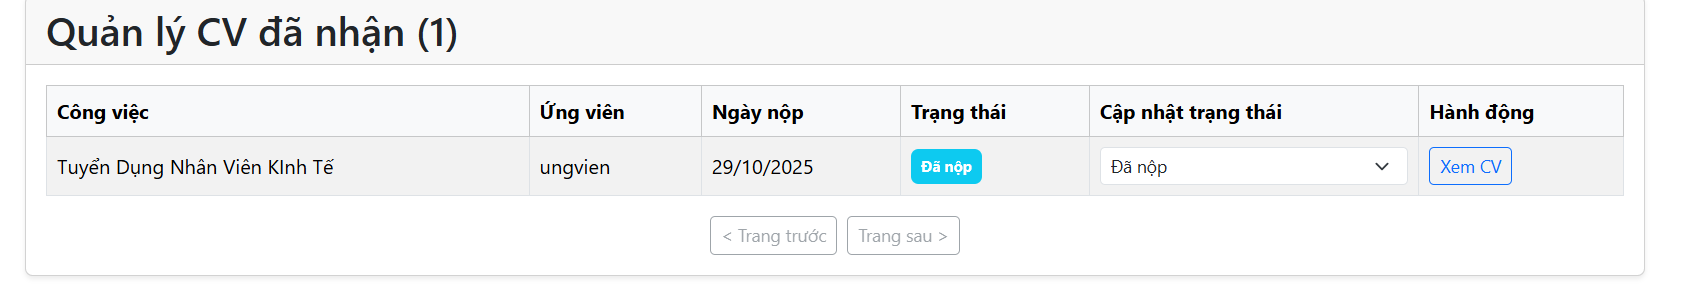 Quản lý CV đã nhận (1)
Công việc Ứng viên Ngày nộp Trạng thái Cập nhật trạng thái Hành động
Tuyển Dụng Nhân Viên KInh Tế ungvien 29/10/2025 Đã nộp Đã nộp Xem CV
< Trang trước Trang sau >